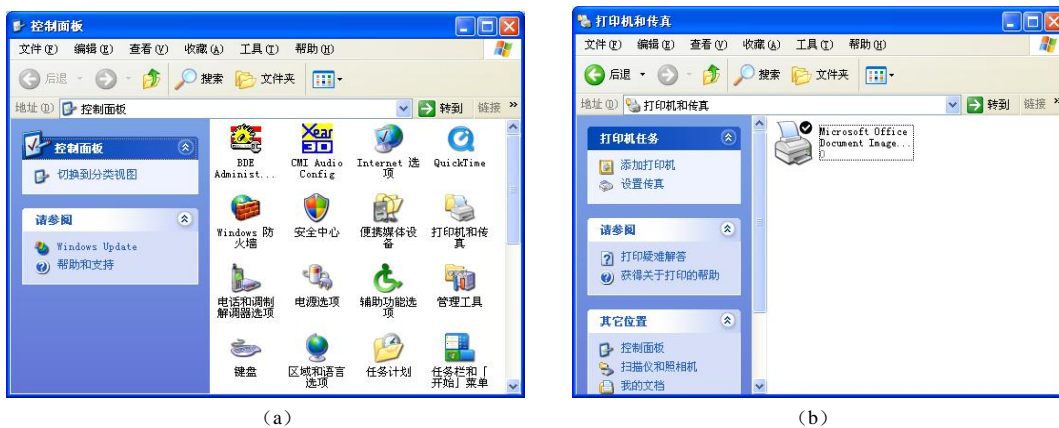 控制面板
文件(F) 编辑(E) 查看(V) 收藏(A) 工具(T) 帮助(H)
后退 搜索 文件夹
地址(D) 控制面板 转到 链接 »
控制面板
切换到分类视图
请参阅
Windows Update
帮助和支持
BDE
Administ...
CMI Audio
Config
Internet 选
项
QuickTime
Windows 防
火墙
安全中心
便携媒体设
备
打印机和传
真
电话和调制
解调器选项
电源选项
辅助功能选
项
管理工具
键盘
区域和语言
选项
任务计划
任务栏和「
开始」菜单
(a)
打印机和传真
文件(F) 编辑(E) 查看(V) 收藏(A) 工具(T) 帮助(H)
后退 搜索 文件夹
地址(D) 打印机和传真 转到 链接 »
打印机任务
添加打印机
设置传真
请参阅
打印疑难解答
获得关于打印的帮助
其它位置
控制面板
扫描仪和照相机
我的文档
Microsoft Office
Document Image...
0
(b)